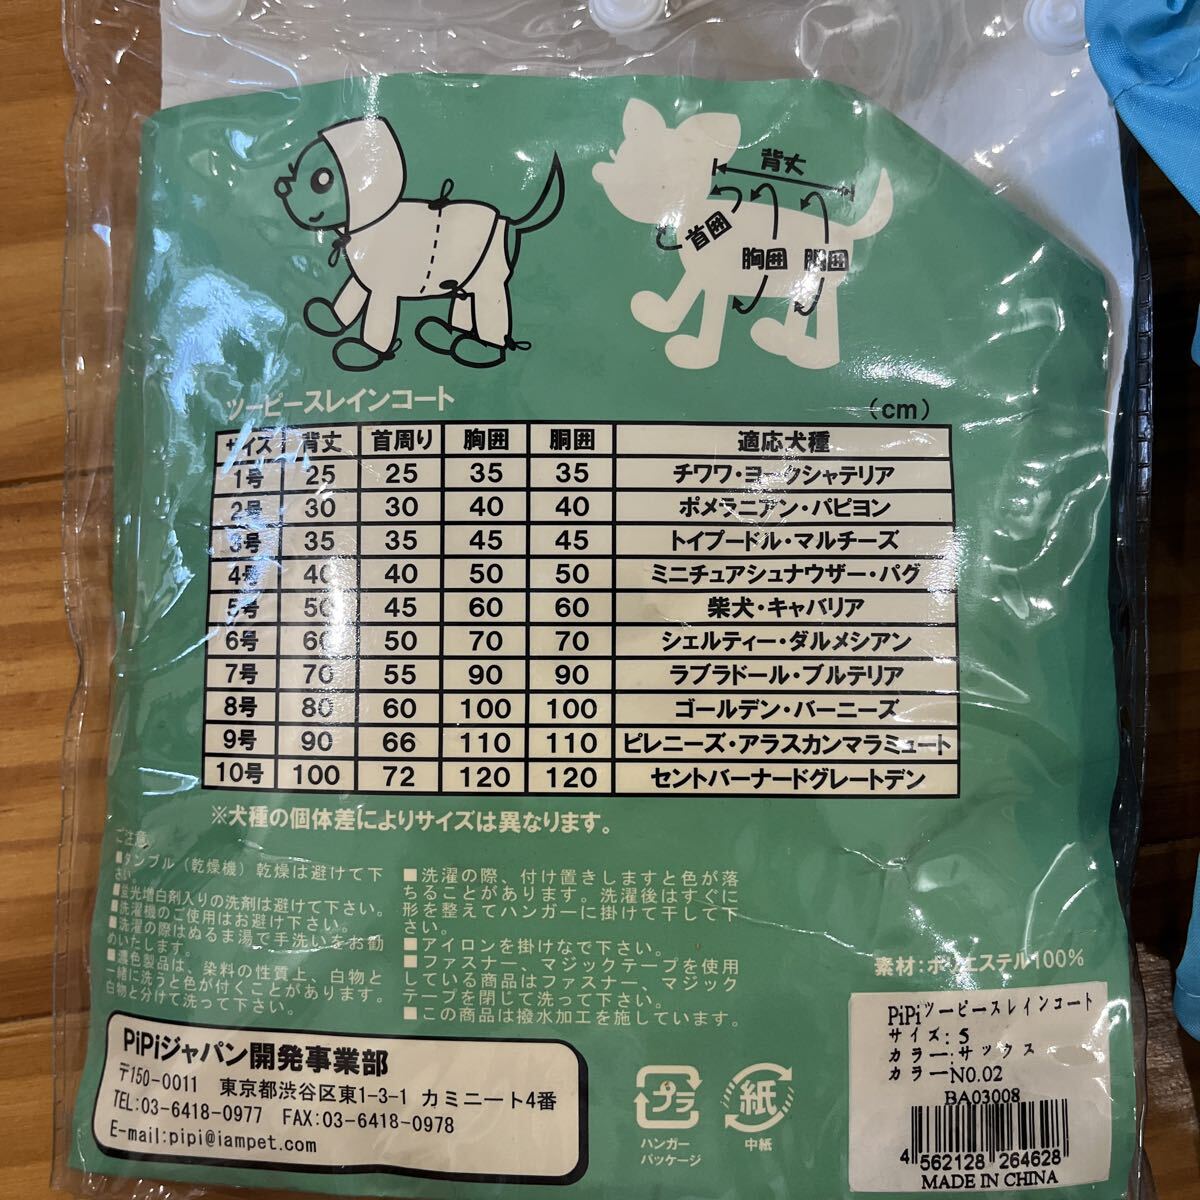 背丈
首囲
胸囲
胴囲
ツーピースレインコート
(cm)
サイズ 背丈 首周り 胸囲 胴囲 適応犬種
1号 25 25 35 35 チワワ・ヨークシャテリア
2号 30 30 40 40 ポメラニアン・パピヨン
3号 35 35 45 45 トイプードル・マルチーズ
4号 40 40 50 50 ミニチュアシュナウザー・パグ
5号 50 45 60 60 柴犬・キャバリア
6号 60 50 70 70 シェルティー・ダルメシアン
7号 70 55 90 90 ラブラドール・ブルテリア
8号 80 60 100 100 ゴールデン・バーニーズ
9号 90 66 110 110 ピレニーズ・アラスカンマラミュート
10号 100 72 120 120 セントバーナードグレートデン
※犬種の個体差によりサイズは異なります。
ご注意
■タンブル(乾燥機)乾燥は避けて下
さい。
■蛍光増白剤入りの洗剤は避けて下さい。
■洗濯機のご使用はお避け下さい。
■洗濯の際はぬるま湯で手洗いをお勧
めいたします。
■濃色製品は、染料の性質上、白物と
一緒に洗うと色が付くことがあります。
白物と分けて洗って下さい。
■洗濯の際、付け置きしますと色が落
ちることがあります。洗濯後はすぐに
形を整えてハンガーに掛けて干して下
さい。
■アイロンを掛けなで下さい。
■ファスナー、マジックテープを使用
している商品はファスナー、マジック
テープを閉じて洗って下さい。
■この商品は撥水加工を施しています。
素材:ポリエステル100%
PiPiジャパン開発事業部
〒150-0011 東京都渋谷区東1-3-1 カミニート4番
TEL:03-6418-0977 FAX:03-6418-0978
E-mail:pipi@iampet.com
プラ
ハンガー
パッケージ
紙
中紙
PiPiツーピースレインコート
サイズ:S
カラー:サックス
カラーNO.02
BA03008
4 562128 264628
MADE IN CHINA